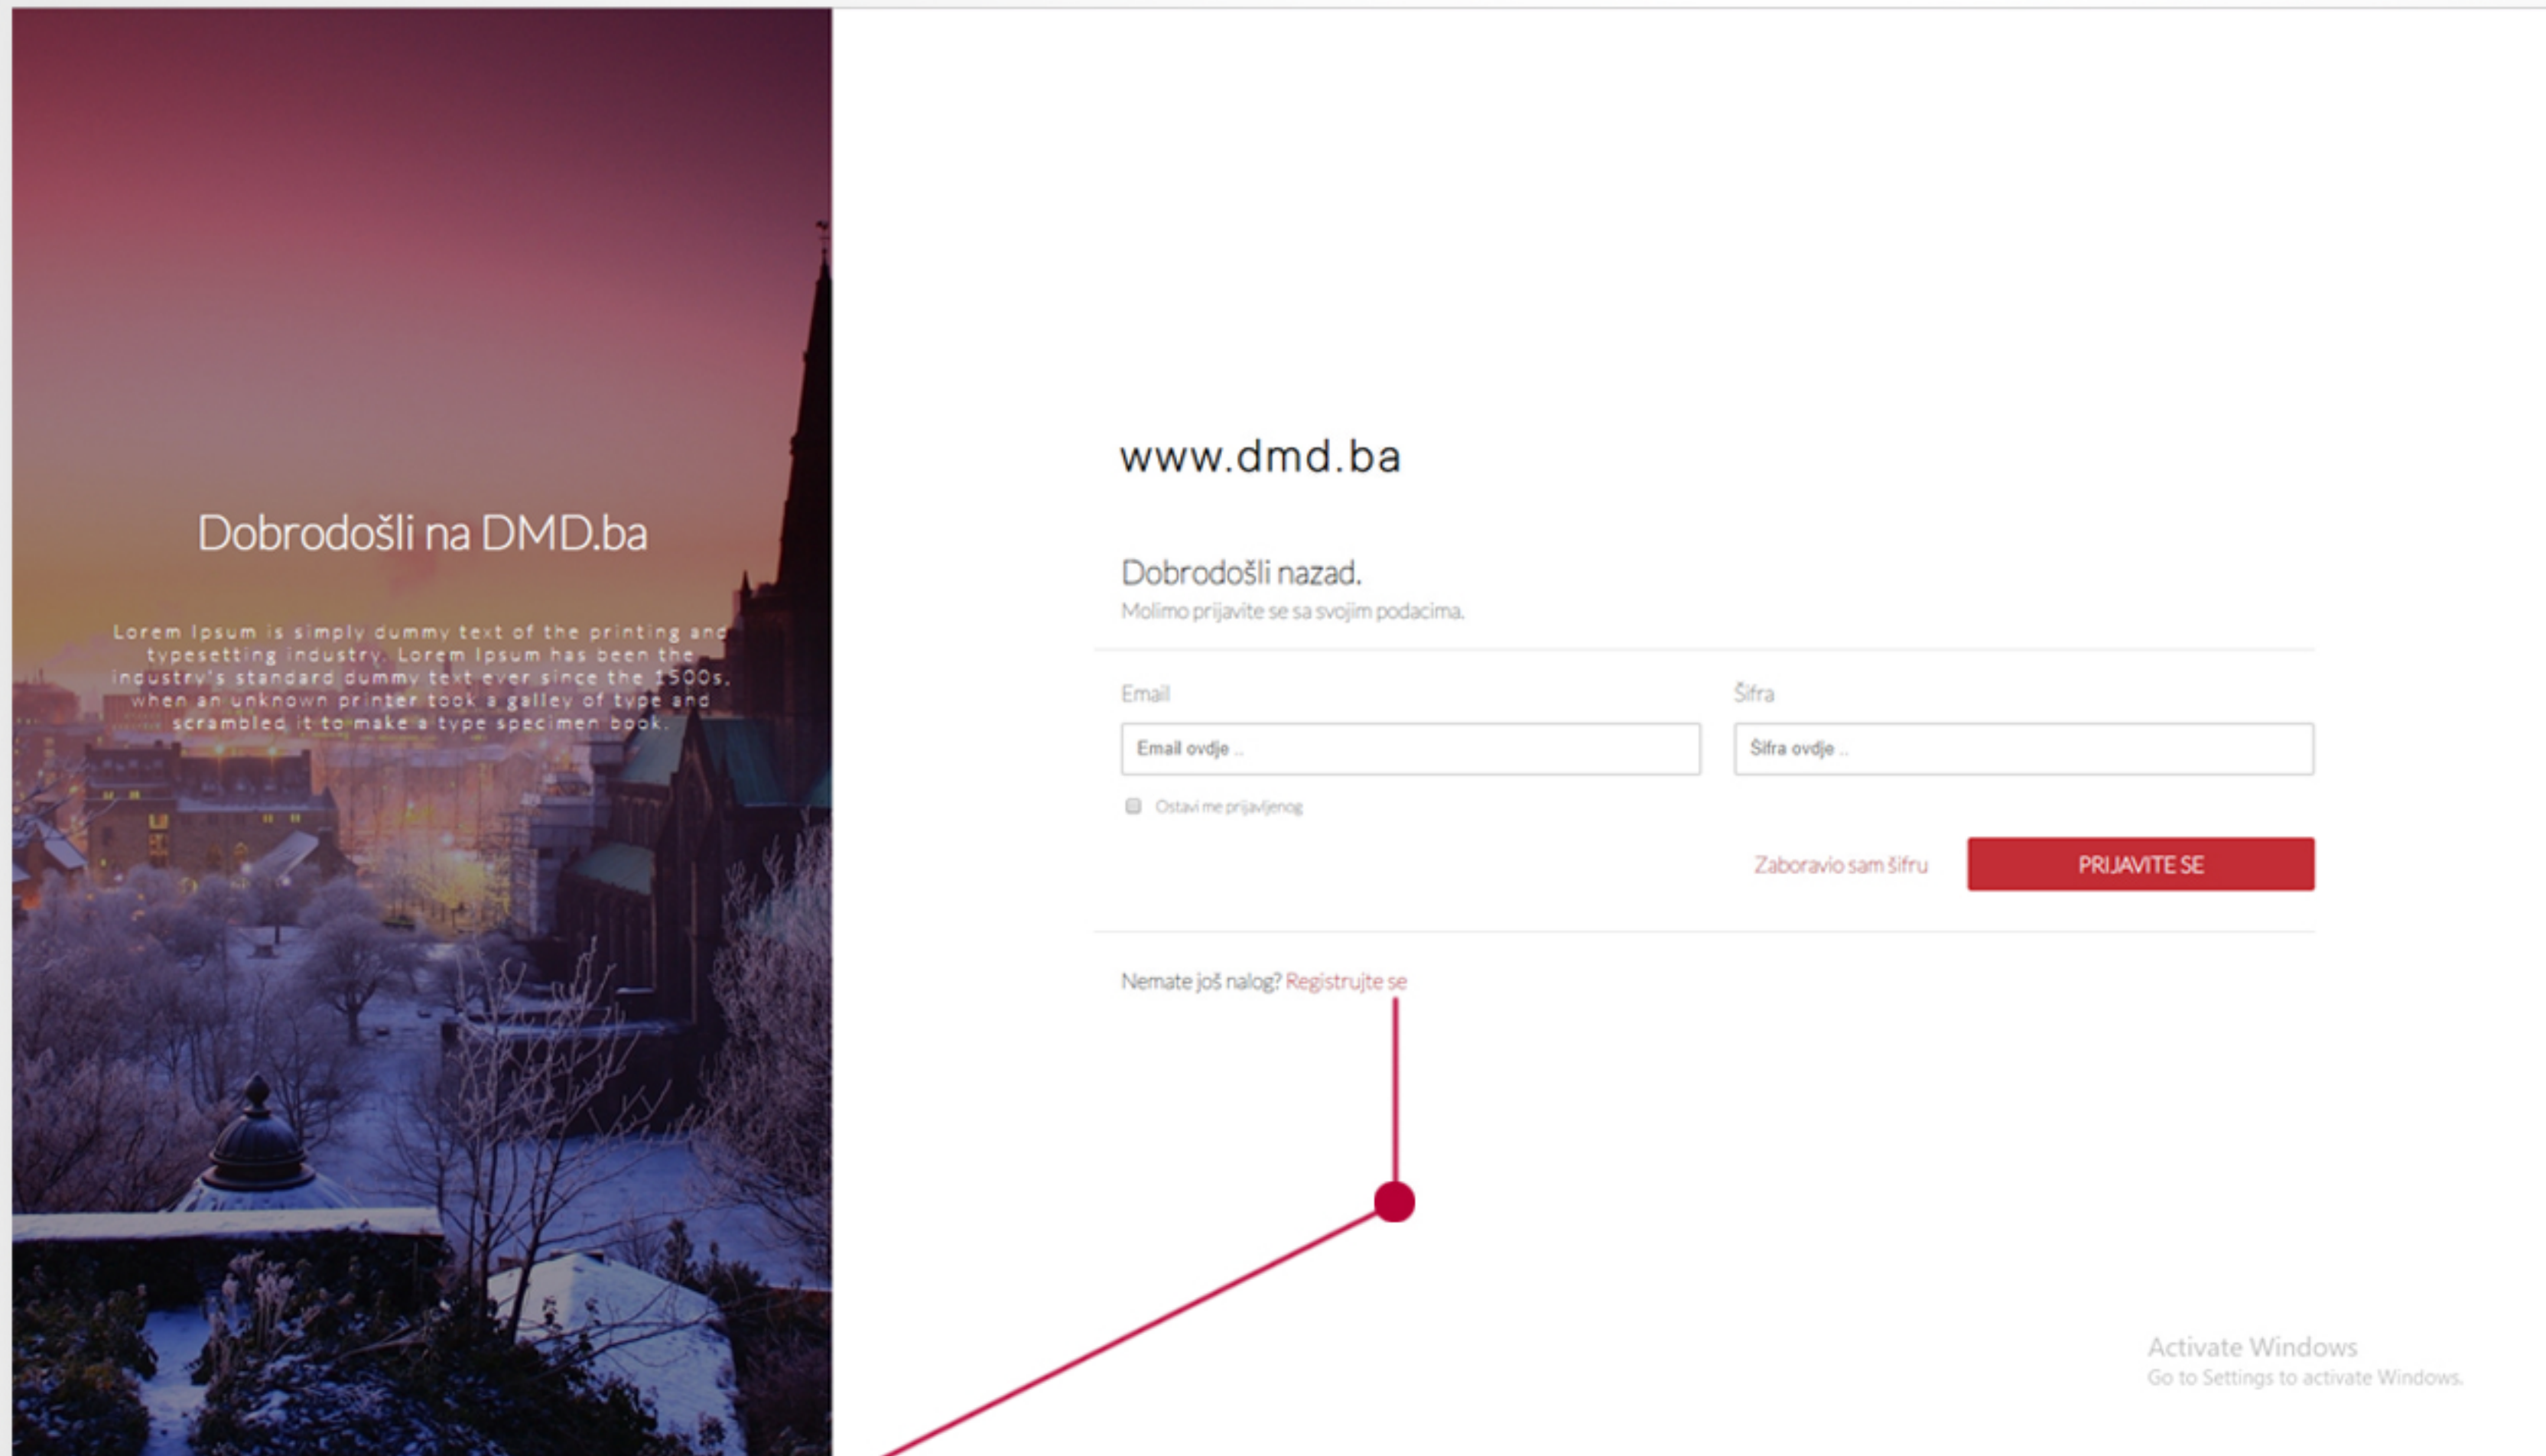 Dobrodošli na DMD.ba
Lorem Ipsum is simply dummy text of the printing and
typesetting industry. Lorem Ipsum has been the
industry's standard dummy text ever since the 1500s,
when an unknown printer took a galley of type and
scrambled it to make a type specimen book.
www.dmd.ba
Dobrodošli nazad.
Molimo prijavite se sa svojim podacima.
Email
Šifra
Email ovdje ..
Šifra ovdje ..
Ostavi me prijavljenog
Zaboravio sam šifru
PRIJAVITE SE
Nemate još nalog? Registrujte se
Activate Windows
Go to Settings to activate Windows.